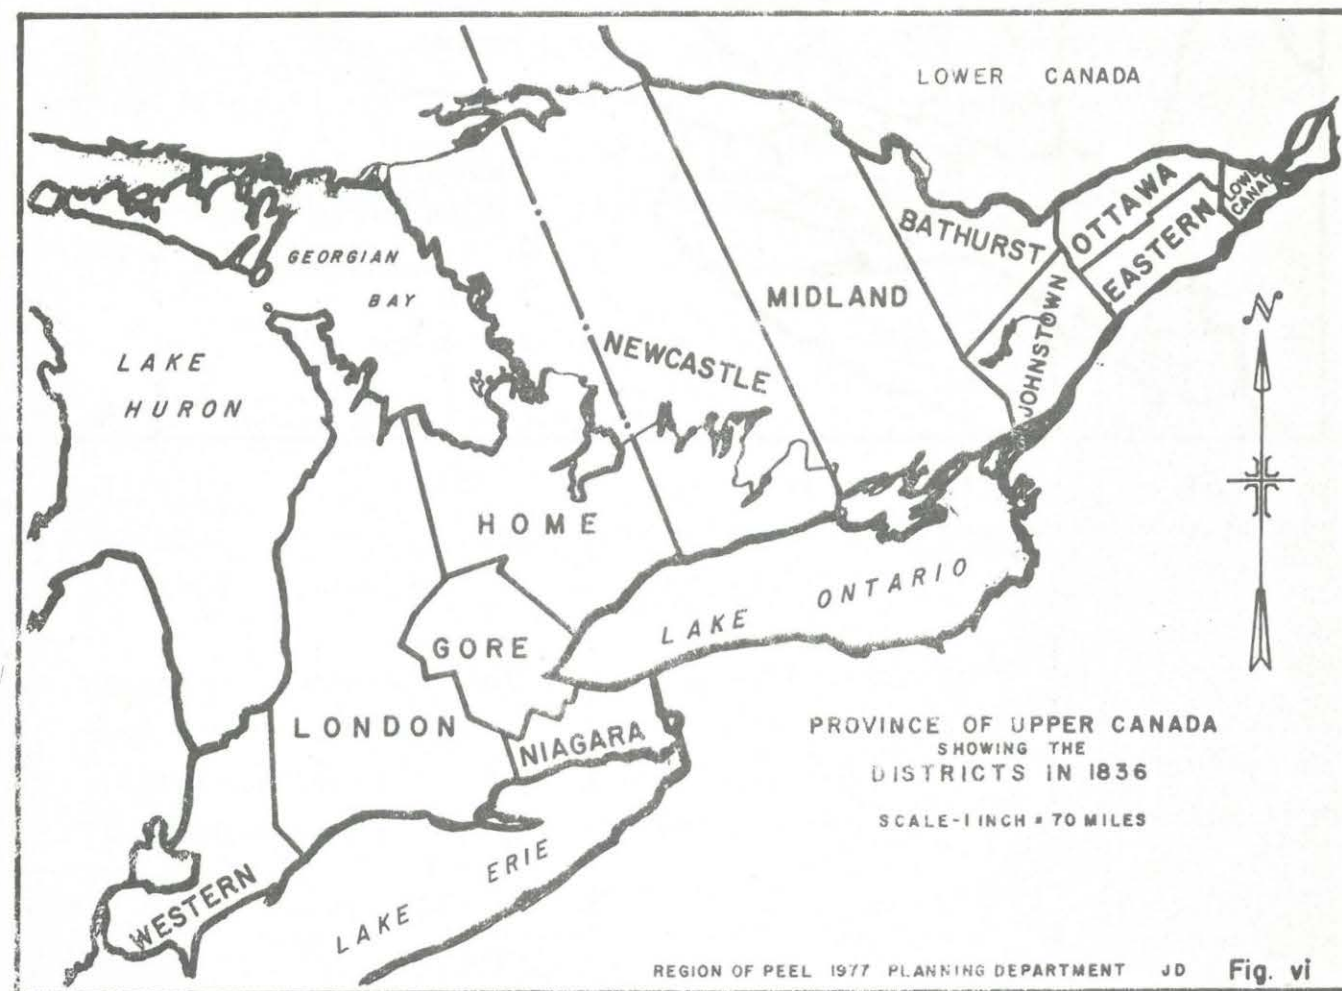 LOWER CANADA
OTTAWA
LOWER
CANADA
BATHURST
EASTERN
GEORGIAN
BAY
MIDLAND
JOHNSTOWN
NEWCASTLE
LAKE
HURON
N
HOME
LAKE ONTARIO
GORE
LONDON
NIAGARA
PROVINCE OF UPPER CANADA
SHOWING THE
DISTRICTS IN 1836
SCALE-1 INCH = 70 MILES
WESTERN
LAKE ERIE
REGION OF PEEL 1977 PLANNING DEPARTMENT JD Fig. vi